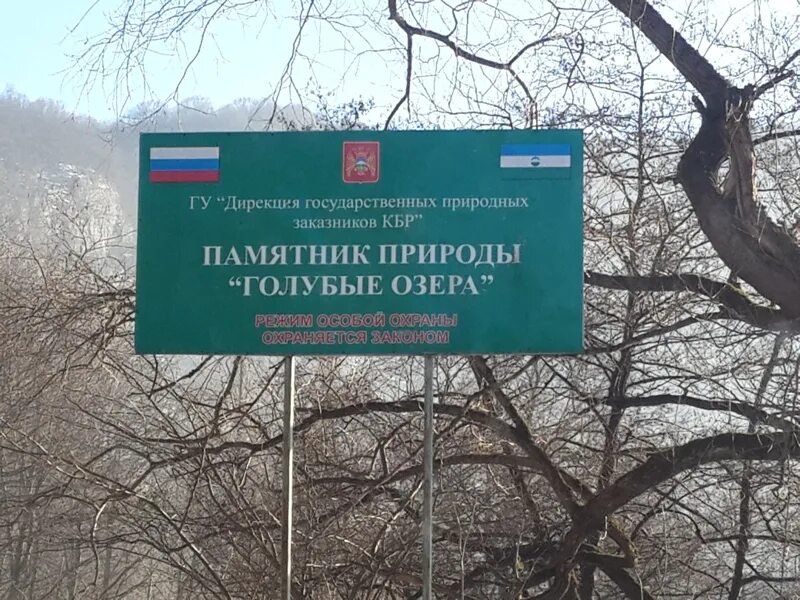 ГУ “Дирекция государственных природных
заказников КБР”
ПАМЯТНИК ПРИРОДЫ
“ГОЛУБЫЕ ОЗЕРА”
РЕЖИМ ОСОБОЙ ОХРАНЫ
ОХРАНЯЕТСЯ ЗАКОНОМ